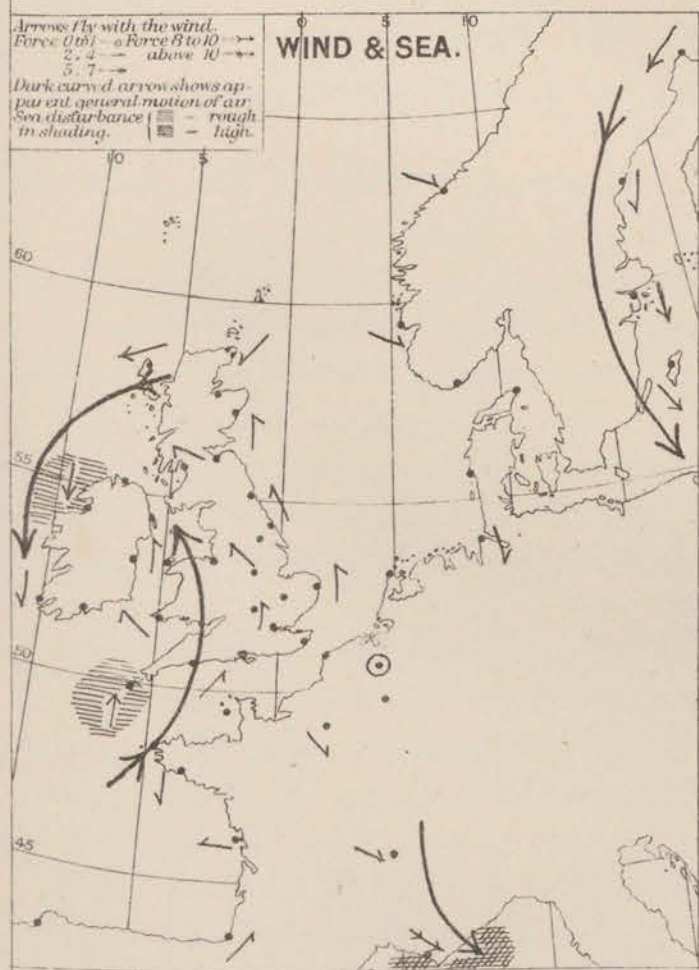 Arrows fly with the wind.
Force 0 to 1 Force 8 to 10
2. 4 above 10
5. 7
Dark curved arrow shows ap-
parent general motion of air
Sea disturbance - rough
in shading. - high.
WIND & SEA.
10 5 0 5 10
60
55
50
45